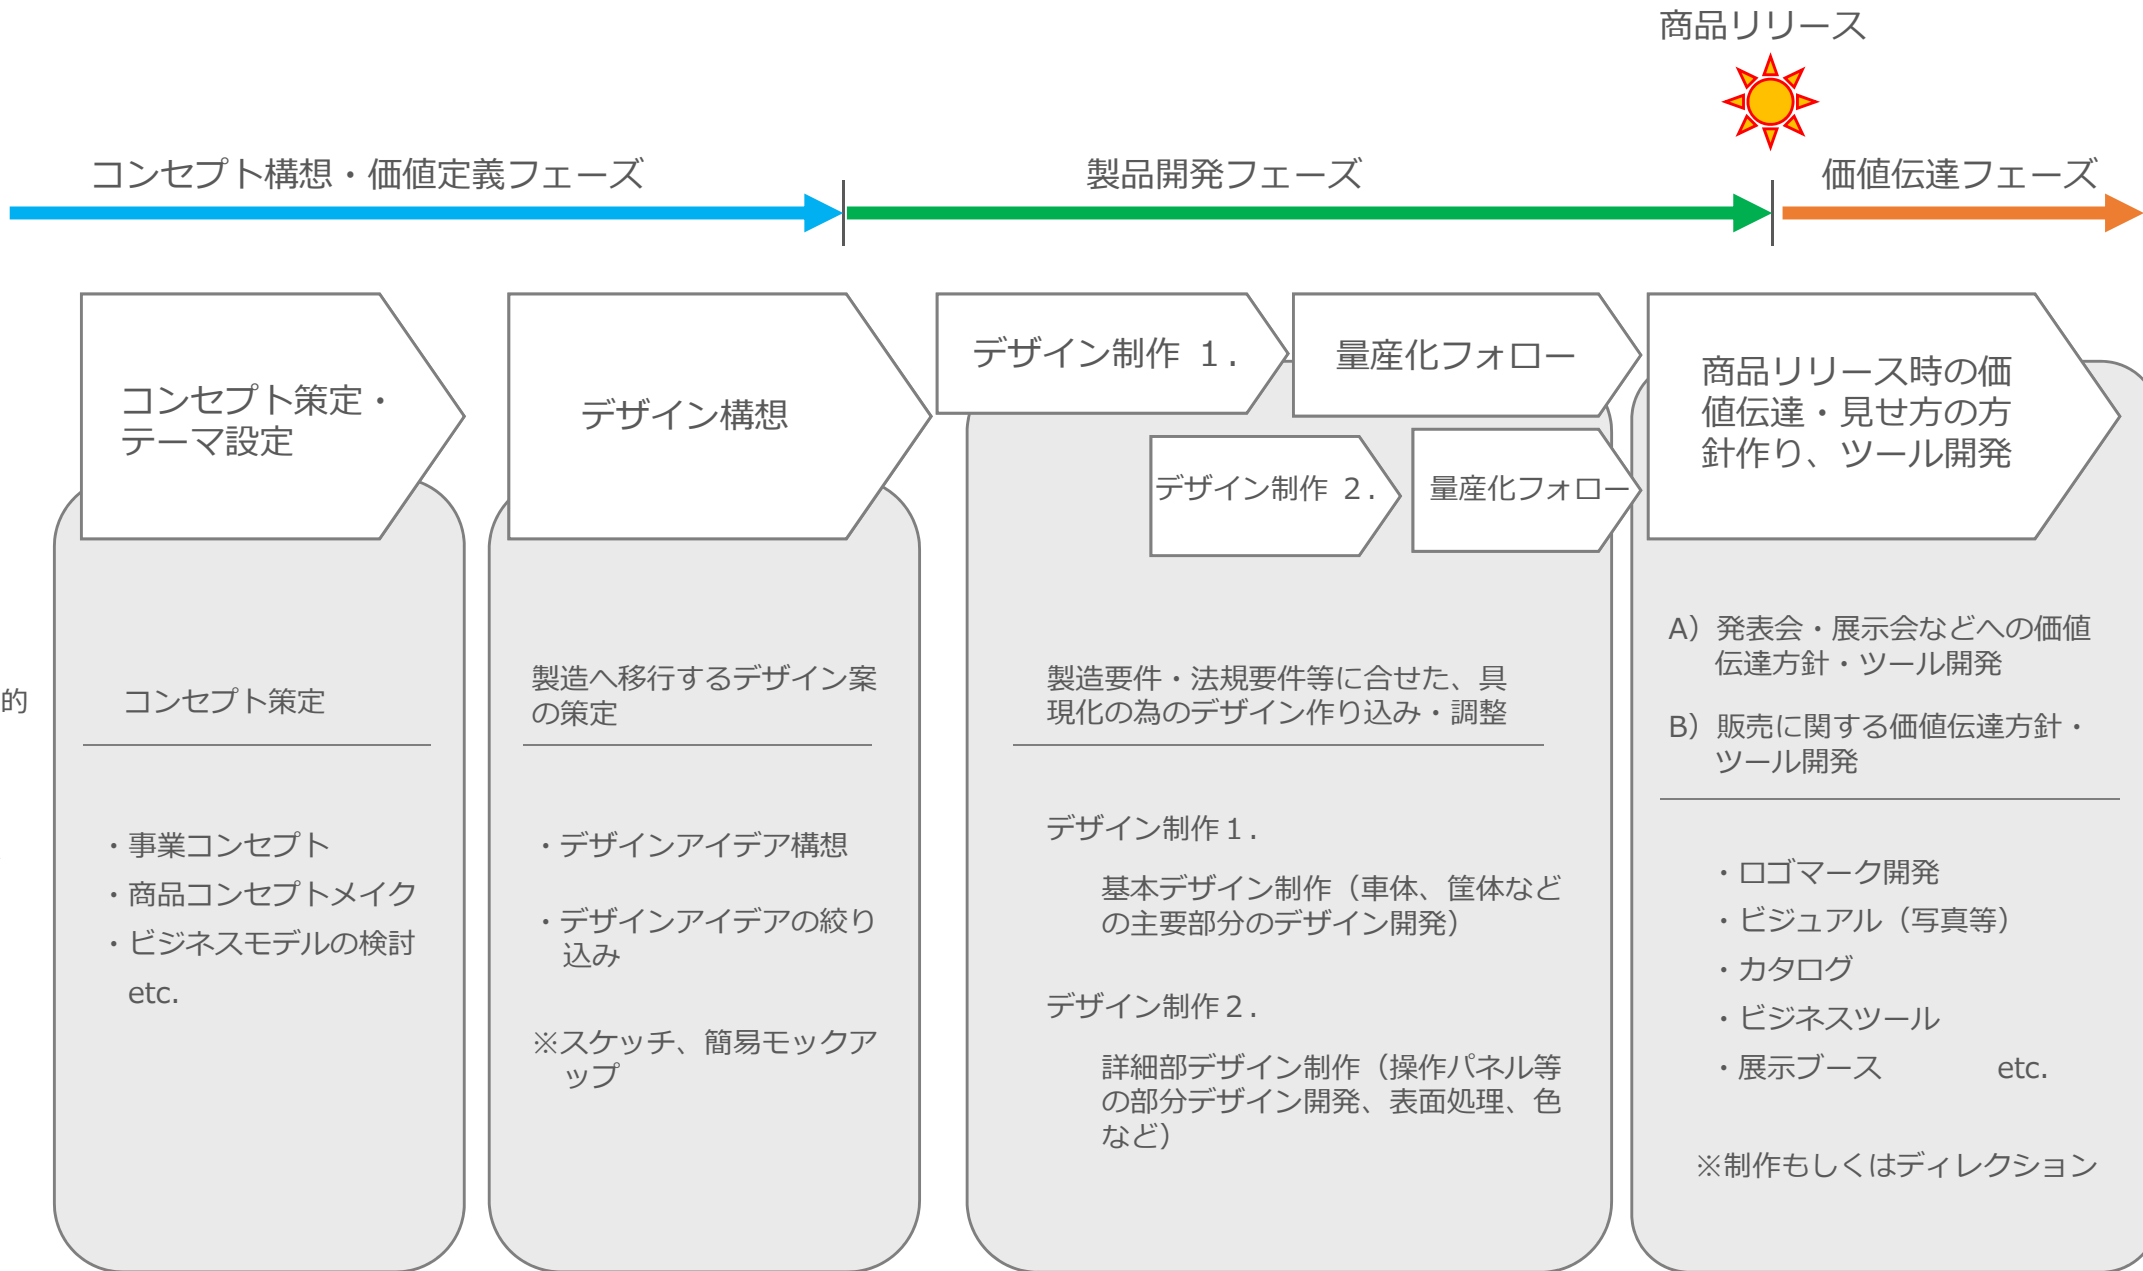 商品リリース
コンセプト構想・価値定義フェーズ
製品開発フェーズ
価値伝達フェーズ
コンセプト策定・
テーマ設定
デザイン構想
デザイン制作 １.
量産化フォロー
デザイン制作 ２.
量産化フォロー
商品リリース時の価
値伝達・見せ方の方
針作り、ツール開発
的
コンセプト策定
・事業コンセプト
・商品コンセプトメイク
・ビジネスモデルの検討
etc.
製造へ移行するデザイン案
の策定
・デザインアイデア構想
・デザインアイデアの絞り
込み
※スケッチ、簡易モックア
ップ
製造要件・法規要件等に合せた、具
現化の為のデザイン作り込み・調整
デザイン制作１.
基本デザイン制作（車体、筐体など
の主要部分のデザイン開発）
デザイン制作２.
詳細部デザイン制作（操作パネル等
の部分デザイン開発、表面処理、色
など）
A）発表会・展示会などへの価値
伝達方針・ツール開発
B）販売に関する価値伝達方針・
ツール開発
・ロゴマーク開発
・ビジュアル（写真等）
・カタログ
・ビジネスツール
・展示ブース etc.
※制作もしくはディレクション